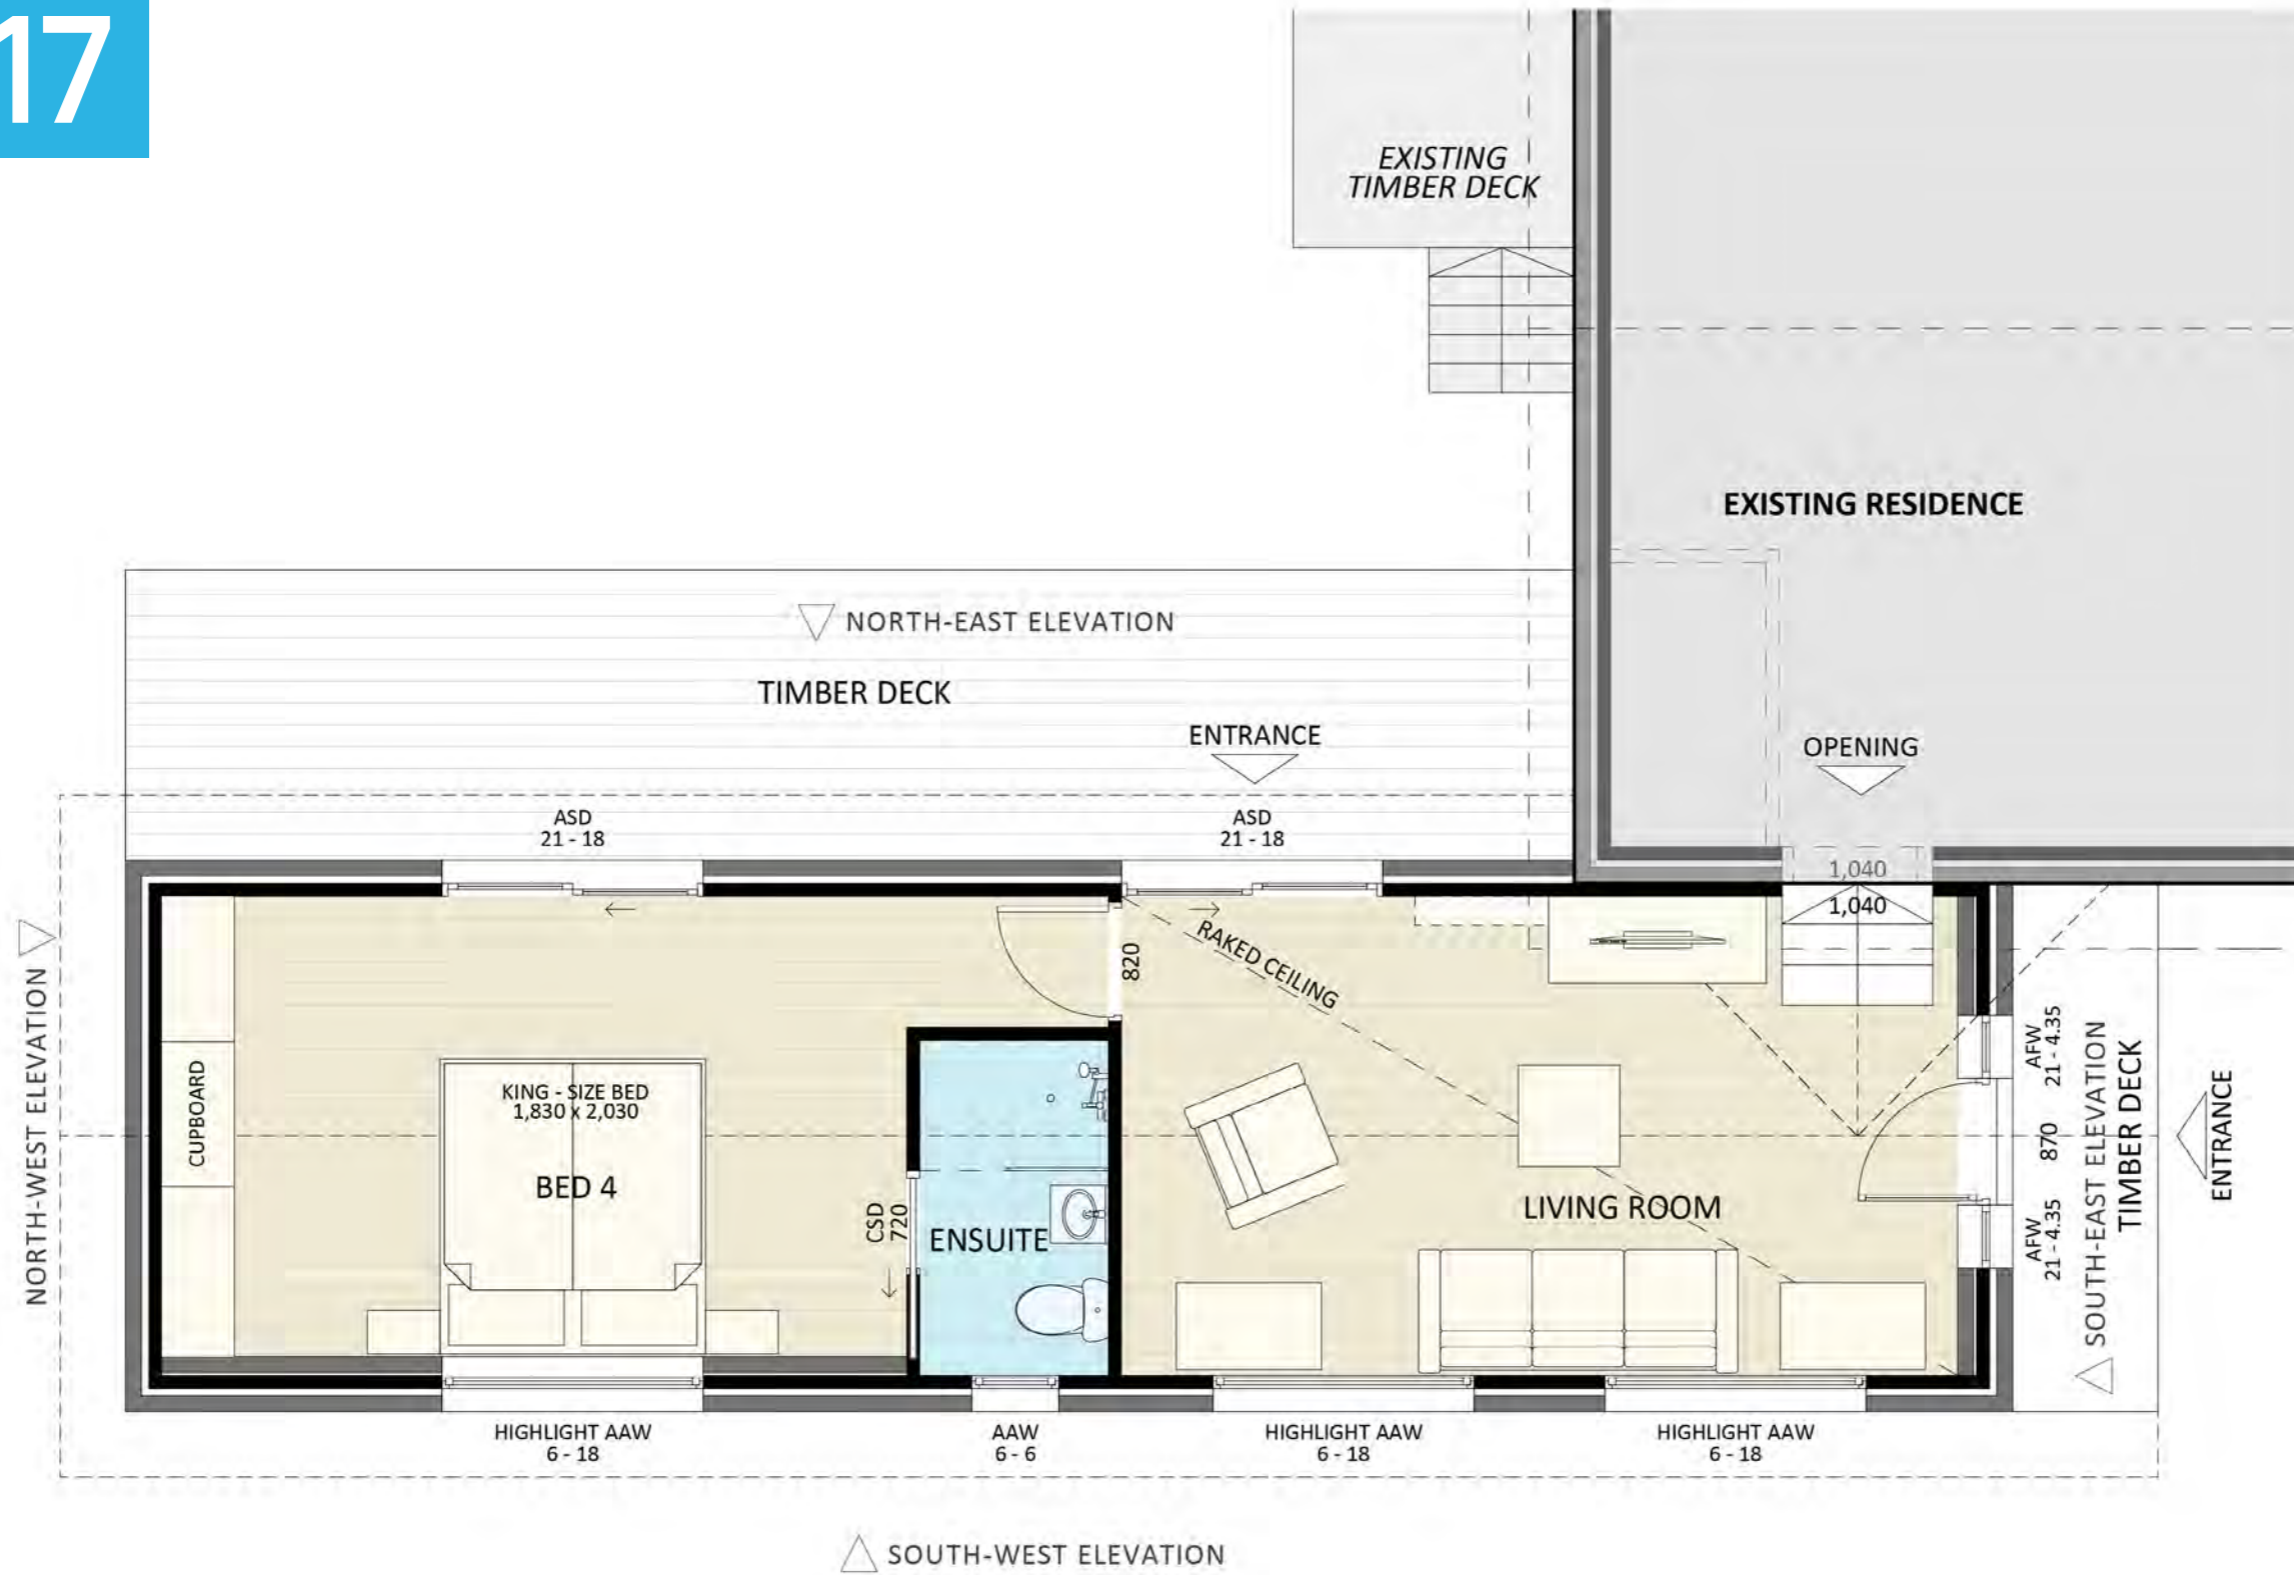 17
EXISTING
TIMBER DECK
EXISTING RESIDENCE
NORTH-EAST ELEVATION
TIMBER DECK
ENTRANCE
OPENING
ASD
21 - 18
ASD
21 - 18
1,040
1,040
RAKED CEILING
820
NORTH-WEST ELEVATION
CUPBOARD
KING - SIZE BED
1,830 x 2,030
BED 4
CSD
720
ENSUITE
LIVING ROOM
AFW
21 - 4.35
870
AFW
21 - 4.35
SOUTH-EAST ELEVATION
TIMBER DECK
ENTRANCE
HIGHLIGHT AAW
6 - 18
AAW
6 - 6
HIGHLIGHT AAW
6 - 18
HIGHLIGHT AAW
6 - 18
SOUTH-WEST ELEVATION